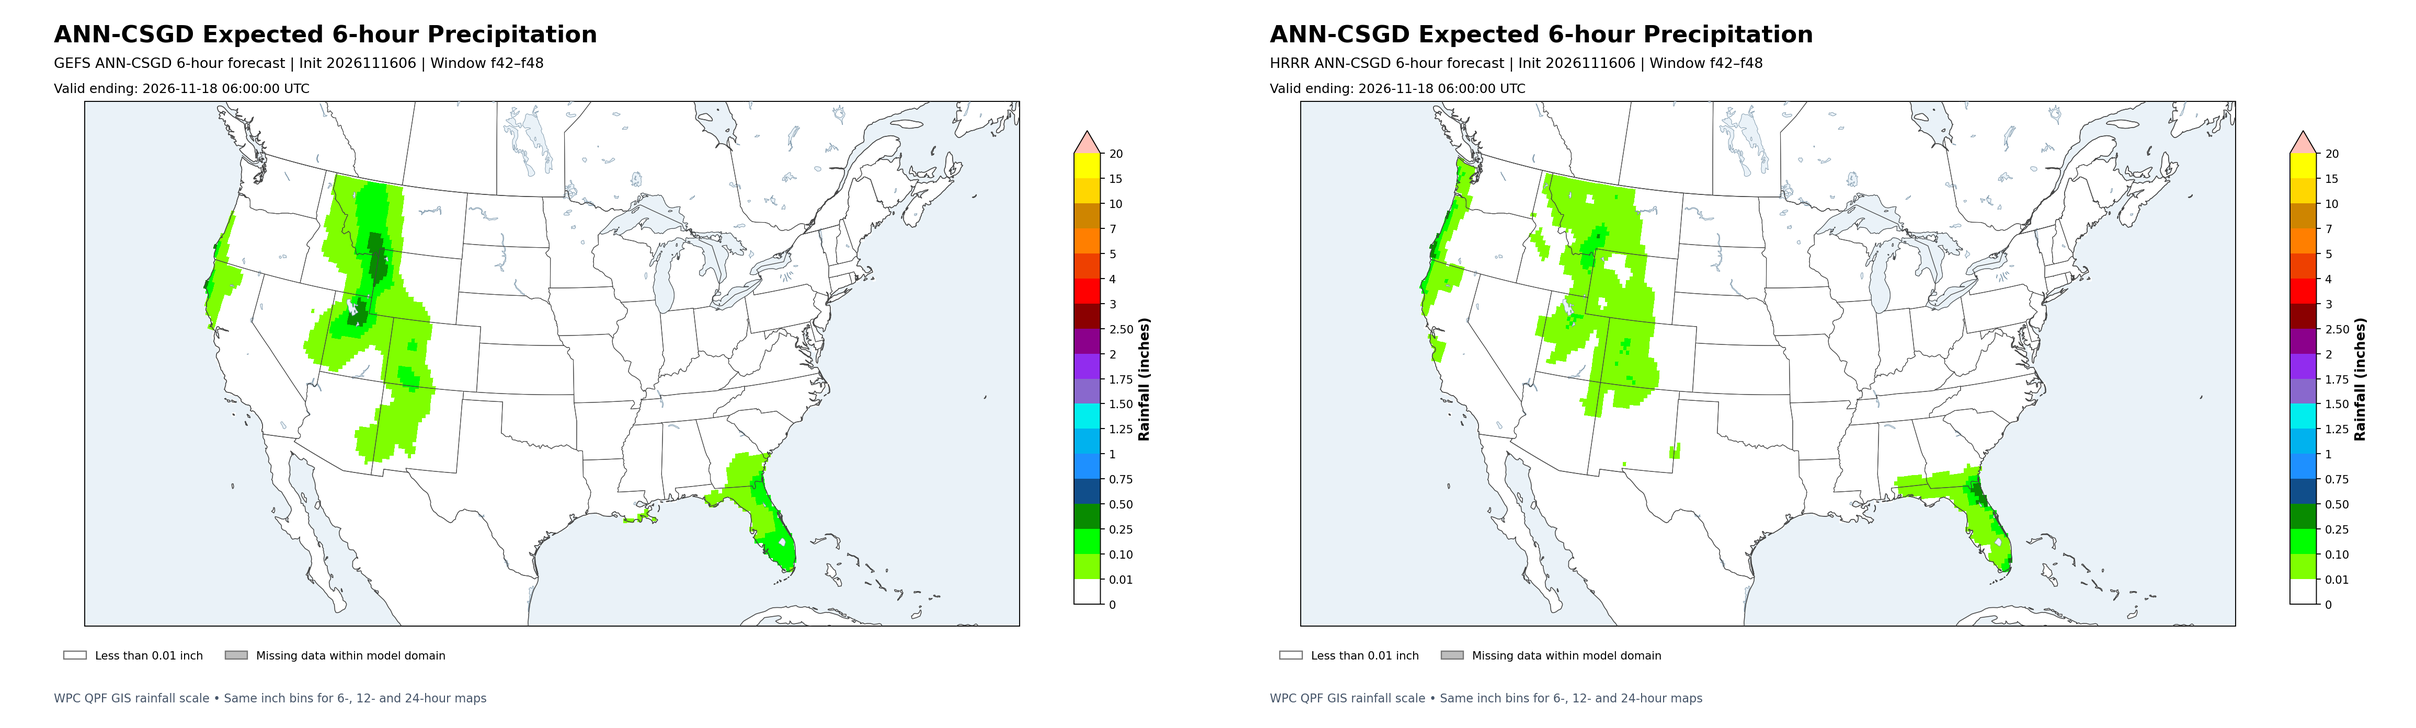 ANN-CSGD Expected 6-hour Precipitation
GEFS ANN-CSGD 6-hour forecast | Init 2026111606 | Window f42–f48
Valid ending: 2026-11-18 06:00:00 UTC
20
15
10
7
5
4
3
2.50
2
1.75
1.50
1.25
1
0.75
0.50
0.25
0.10
0.01
0
Rainfall (inches)
Less than 0.01 inch
Missing data within model domain
WPC QPF GIS rainfall scale • Same inch bins for 6-, 12- and 24-hour maps
ANN-CSGD Expected 6-hour Precipitation
HRRR ANN-CSGD 6-hour forecast | Init 2026111606 | Window f42–f48
Valid ending: 2026-11-18 06:00:00 UTC
20
15
10
7
5
4
3
2.50
2
1.75
1.50
1.25
1
0.75
0.50
0.25
0.10
0.01
0
Rainfall (inches)
Less than 0.01 inch
Missing data within model domain
WPC QPF GIS rainfall scale • Same inch bins for 6-, 12- and 24-hour maps